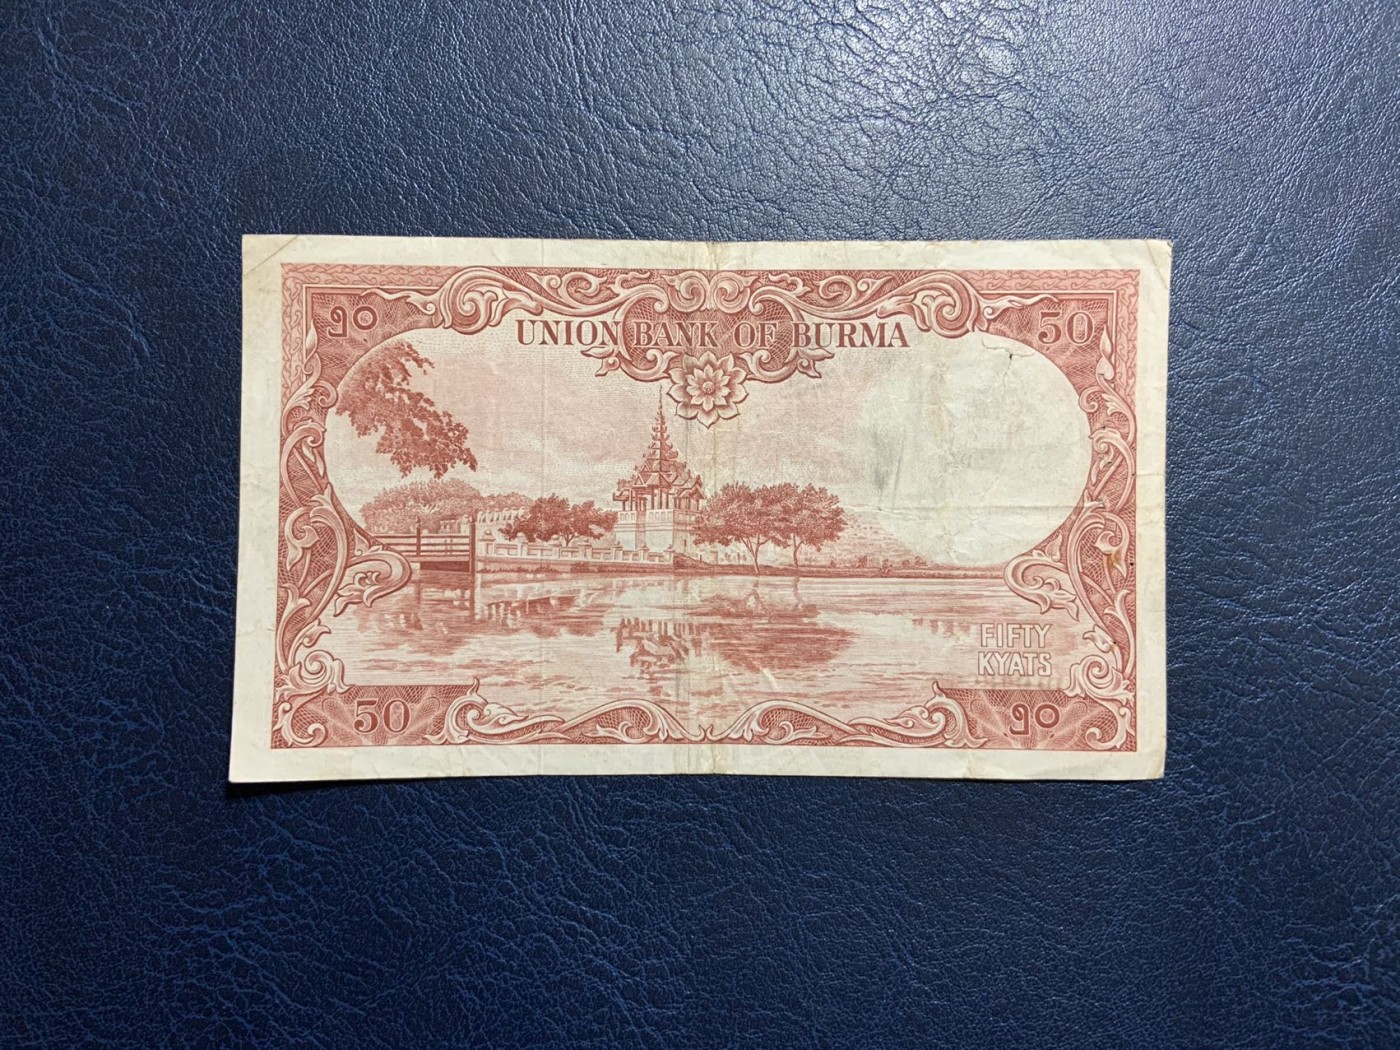 ၅၀
UNION BANK OF BURMA
50
FIFTY
KYATS
50
၅၀